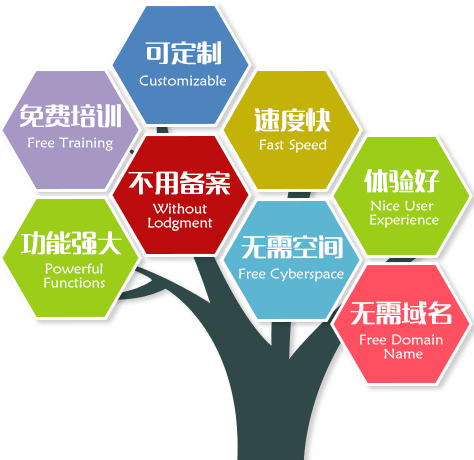 可定制
Customizable
免费培训
Free Training
速度快
Fast Speed
不用备案
Without
Lodgment
体验好
Nice User
Experience
功能强大
Powerful
Functions
无需空间
Free Cyberspace
无需域名
Free Domain
Name